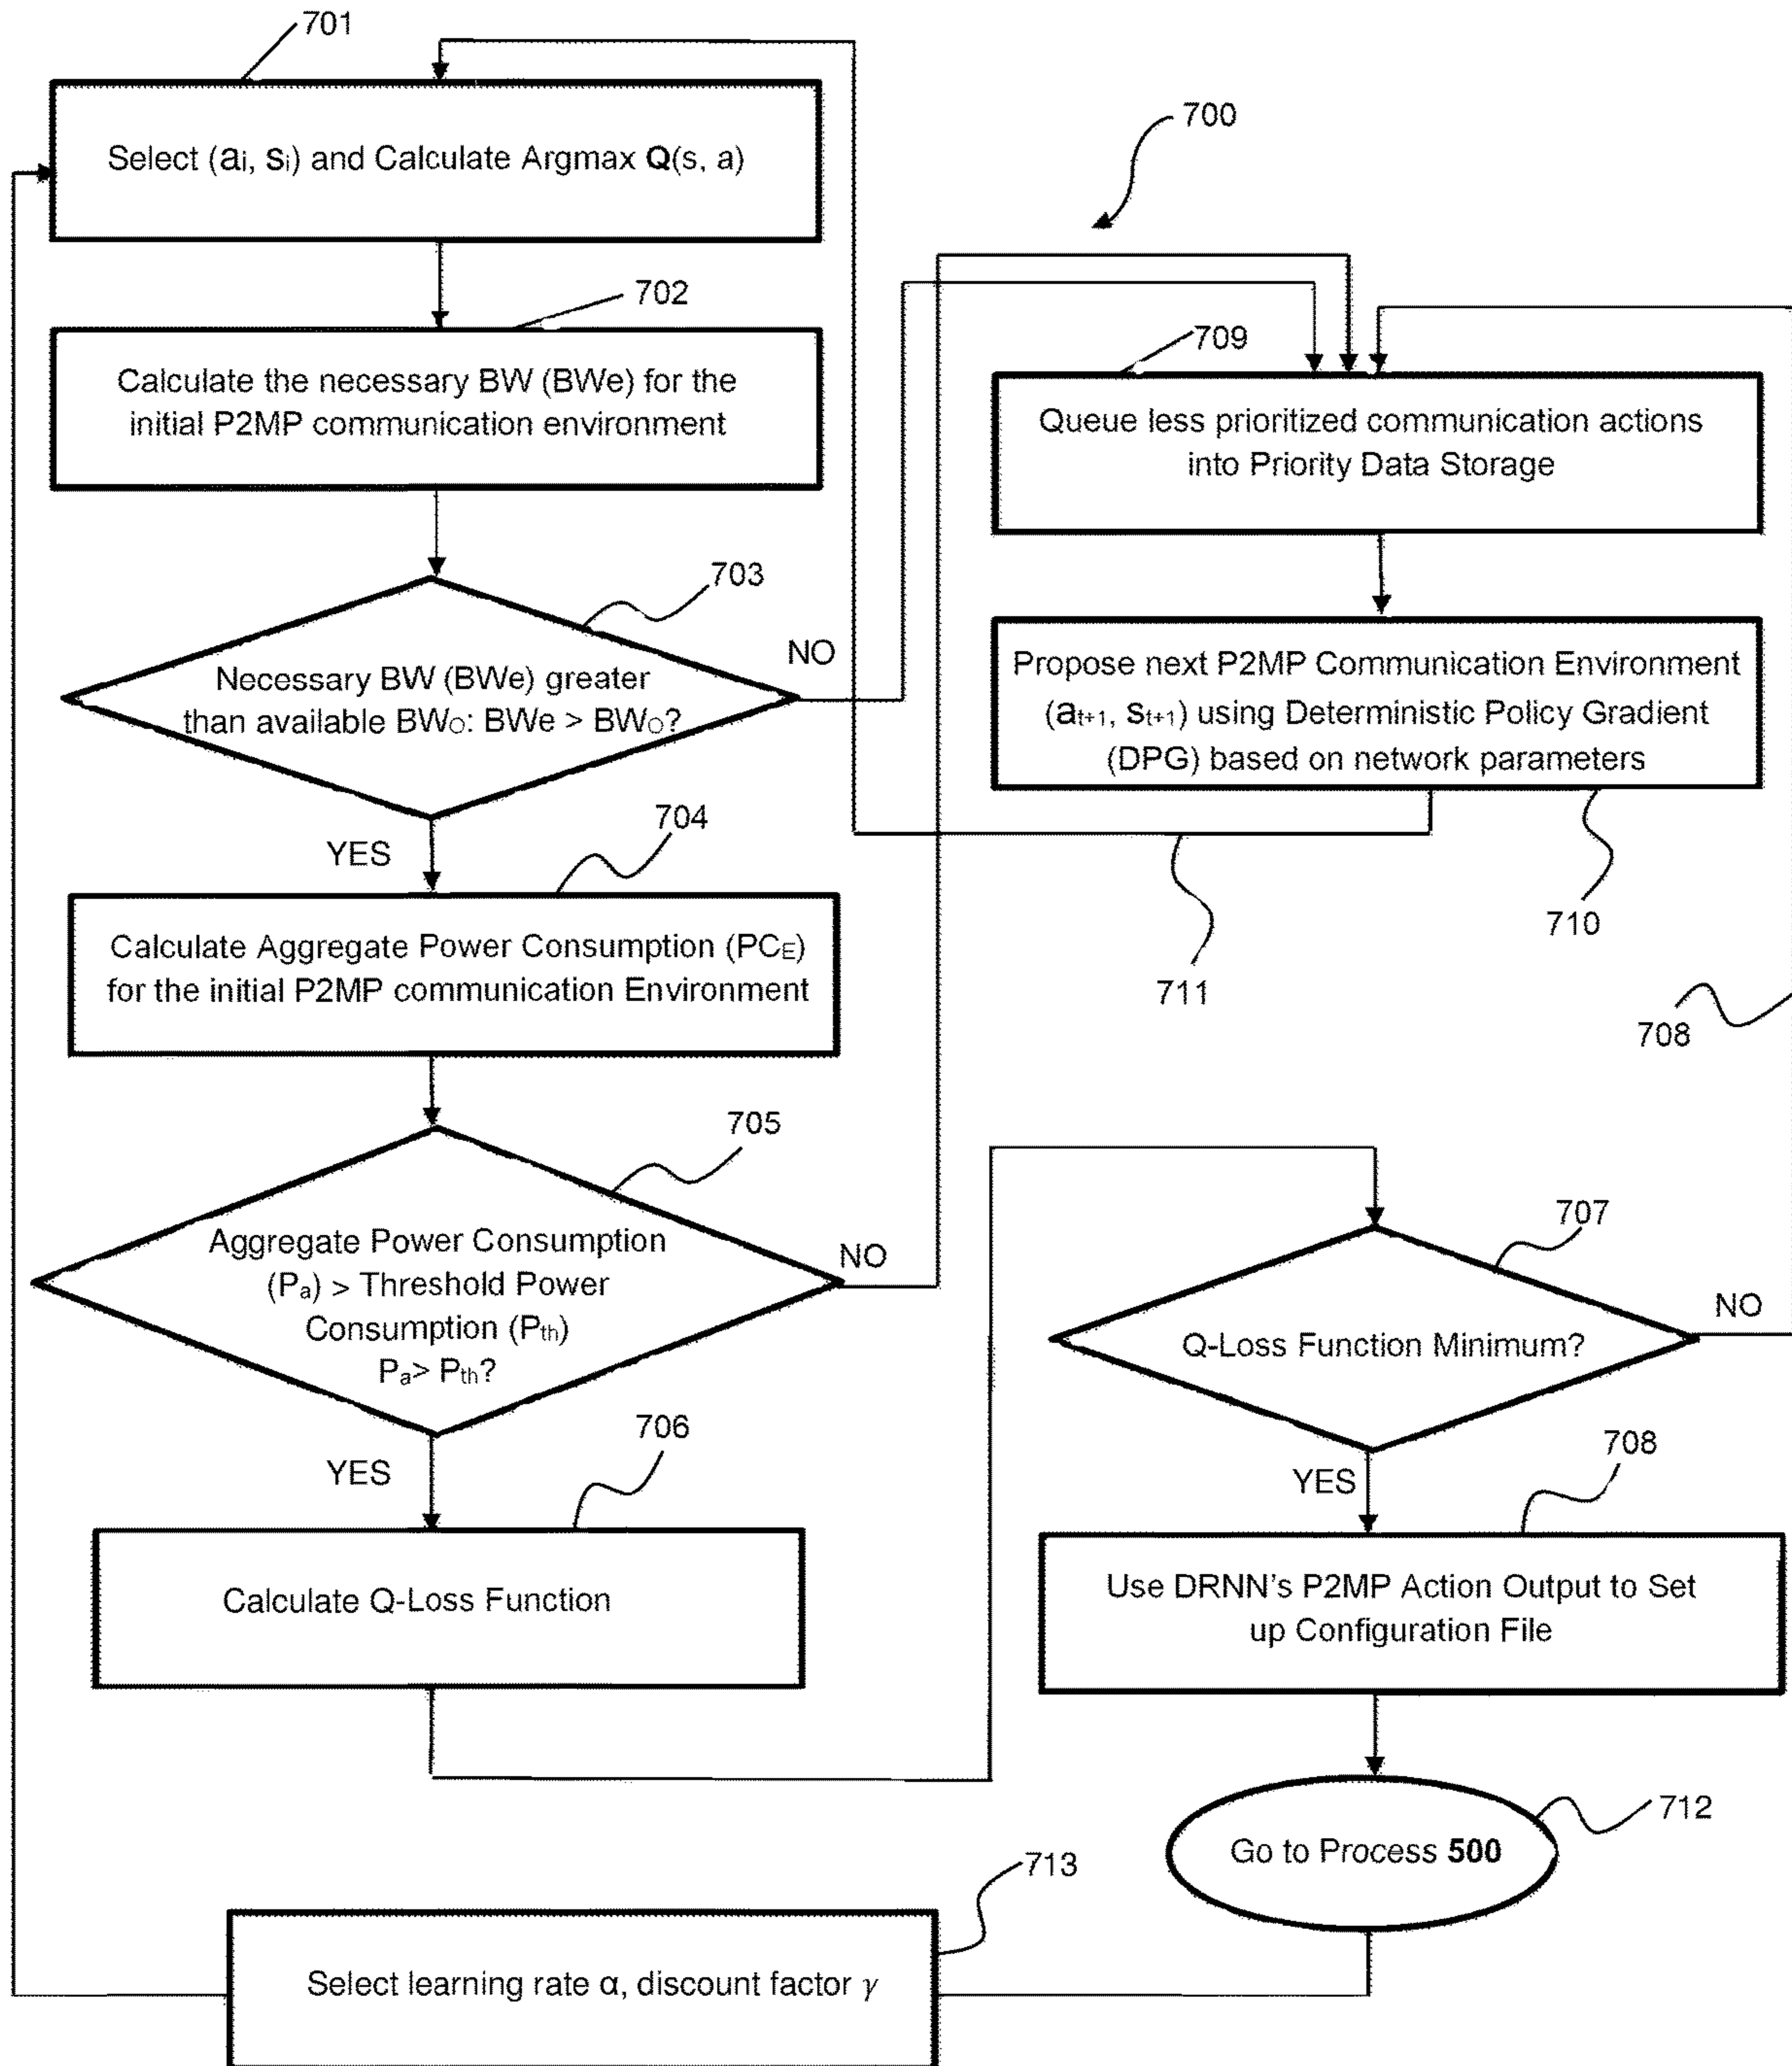 701
Select (ai, si) and Calculate Argmax Q(s, a)
700
702
Calculate the necessary BW (BWe) for the
initial P2MP communication environment
709
Queue less prioritized communication actions
into Priority Data Storage
703
NO
Necessary BW (BWe) greater
than available BWO: BWe > BWO?
YES
Propose next P2MP Communication Environment
(at+1, st+1) using Deterministic Policy Gradient
(DPG) based on network parameters
710
711
708
704
Calculate Aggregate Power Consumption (PCE)
for the initial P2MP communication Environment
705
NO
Aggregate Power Consumption
(Pa) > Threshold Power
Consumption (Pth)
Pa> Pth?
YES
706
Calculate Q-Loss Function
707
NO
Q-Loss Function Minimum?
YES
708
Use DRNN's P2MP Action Output to Set
up Configuration File
712
Go to Process 500
713
Select learning rate α, discount factor γ